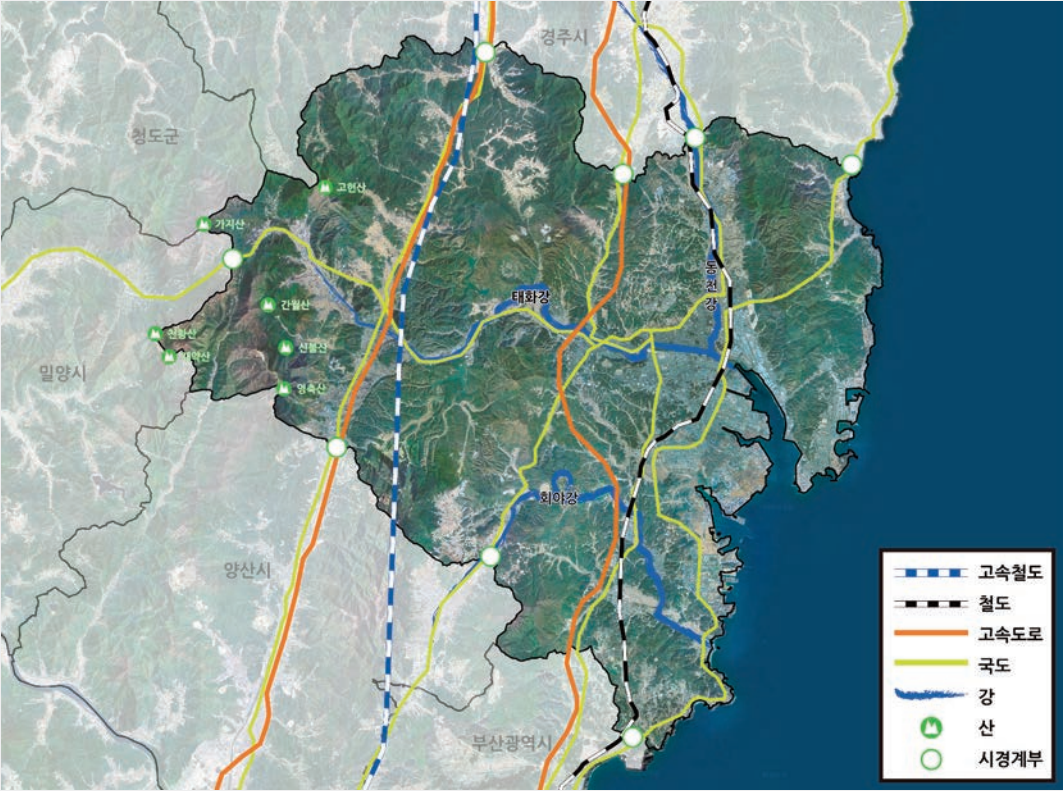 경주시
청도군
고헌산
가지산
동천강
간월산
태화강
천황산
신불산
재약산
밀양시
영축산
회야강
양산시
부산광역시
고속철도
철도
고속도로
국도
강
산
시경계부